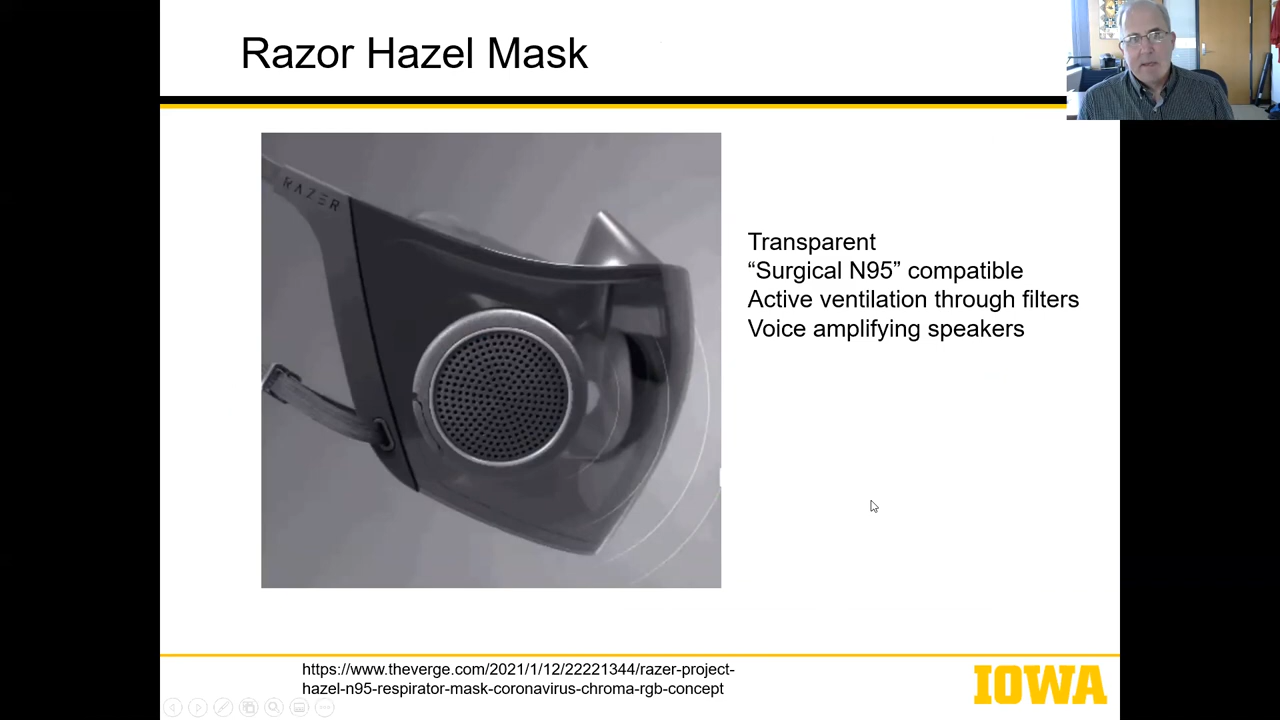 Razor Hazel Mask
RAZER
Transparent
“Surgical N95” compatible
Active ventilation through filters
Voice amplifying speakers
https://www.theverge.com/2021/1/12/22221344/razer-project-
hazel-n95-respirator-mask-coronavirus-chroma-rgb-concept
IOWA